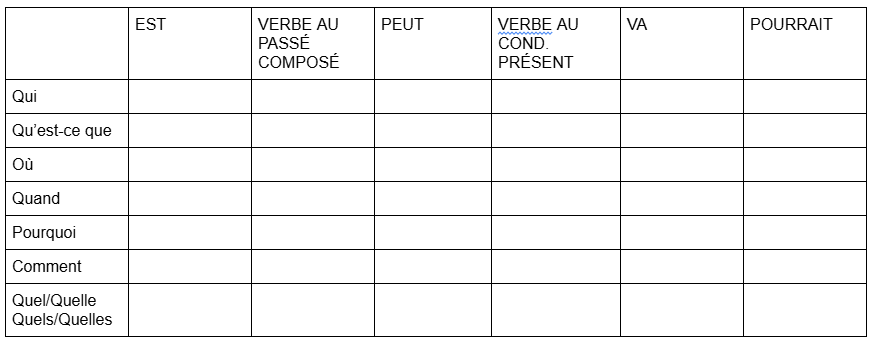 EST
VERBE AU
PASSÉ
COMPOSÉ
PEUT
VERBE AU
COND.
PRÉSENT
VA
POURRAIT
Qui
Qu’est-ce que
Où
Quand
Pourquoi
Comment
Quel/Quelle
Quels/Quelles